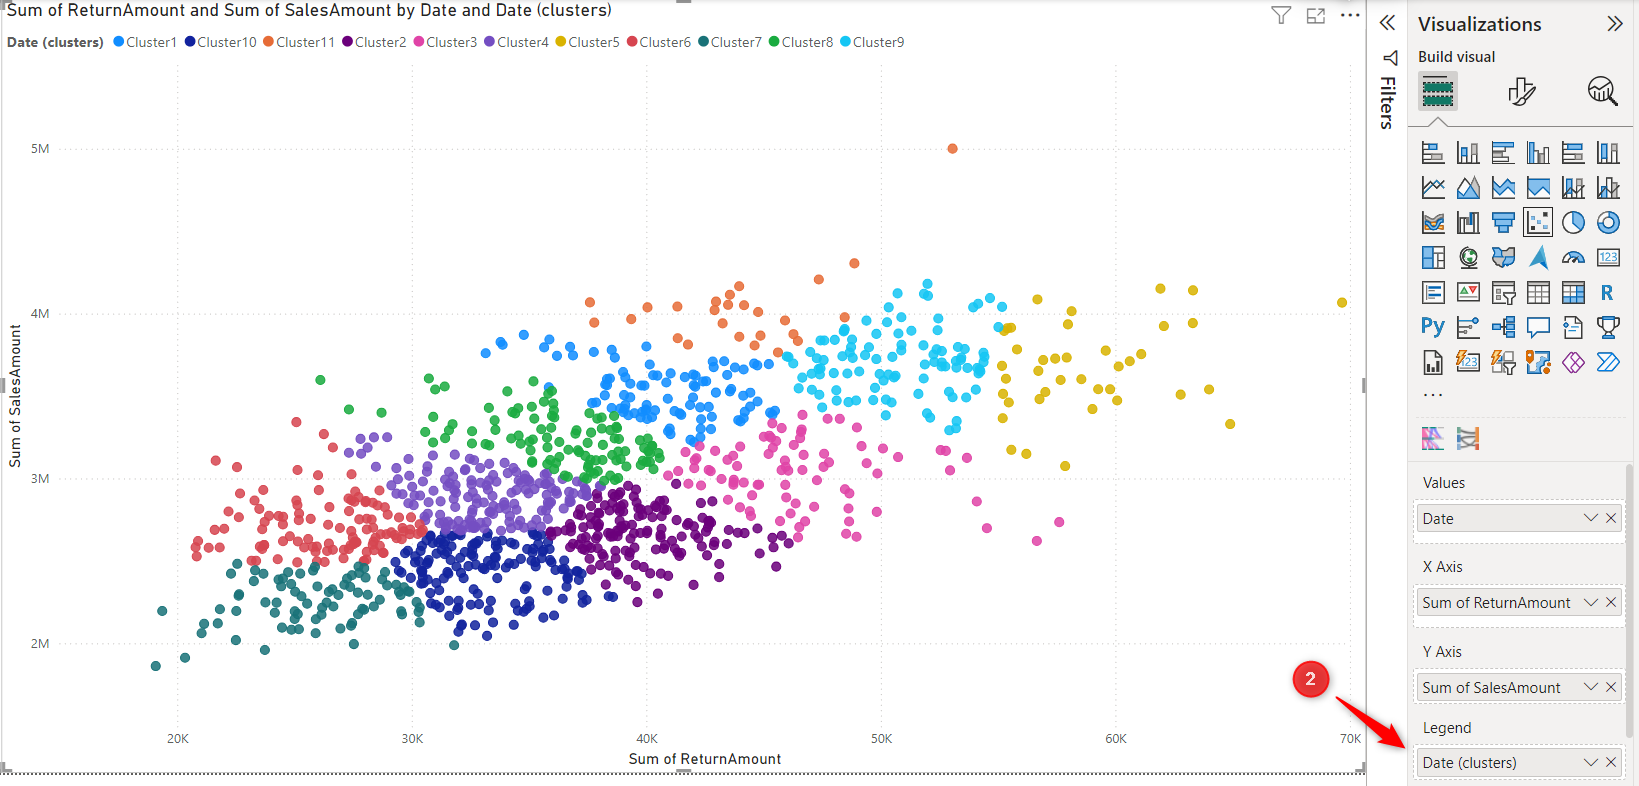 Sum of ReturnAmount and Sum of SalesAmount by Date and Date (clusters)
Date (clusters) Cluster1 Cluster10 Cluster11 Cluster2 Cluster3 Cluster4 Cluster5 Cluster6 Cluster7 Cluster8 Cluster9
5M
4M
3M
2M
Sum of SalesAmount
20K 30K 40K 50K 60K 70K
Sum of ReturnAmount
Filters
Visualizations
Build visual
123
R
Py
123
...
Values
Date
X Axis
Sum of ReturnAmount
Y Axis
Sum of SalesAmount
2
Legend
Date (clusters)